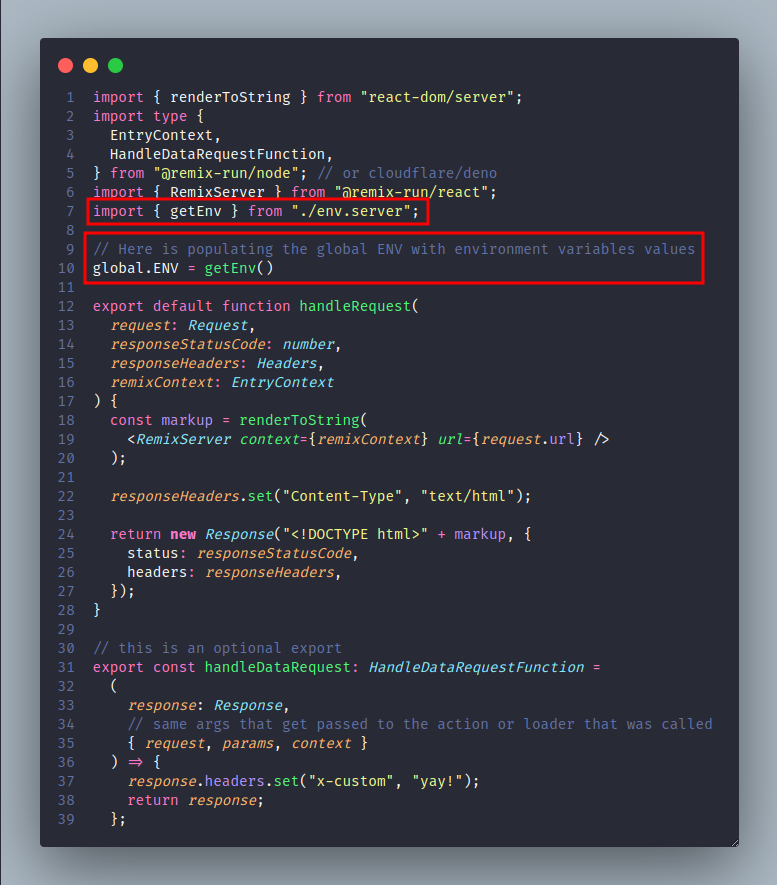 1 import { renderToString } from "react-dom/server";
2 import type {
3 EntryContext,
4 HandleDataRequestFunction,
5 } from "@remix-run/node"; // or cloudflare/deno
6 import { RemixServer } from "@remix-run/react";
7 import { getEnv } from "./env.server";
8
9 // Here is populating the global ENV with environment variables values
10 global.ENV = getEnv()
11
12 export default function handleRequest(
13 request: Request,
14 responseStatusCode: number,
15 responseHeaders: Headers,
16 remixContext: EntryContext
17 ) {
18 const markup = renderToString(
19 <RemixServer context={remixContext} url={request.url} />
20 );
21
22 responseHeaders.set("Content-Type", "text/html");
23
24 return new Response("<!DOCTYPE html>" + markup, {
25 status: responseStatusCode,
26 headers: responseHeaders,
27 });
28 }
29
30 // this is an optional export
31 export const handleDataRequest: HandleDataRequestFunction =
32 (
33 response: Response,
34 // same args that get passed to the action or loader that was called
35 { request, params, context }
36 ) => {
37 response.headers.set("x-custom", "yay!");
38 return response;
39 };